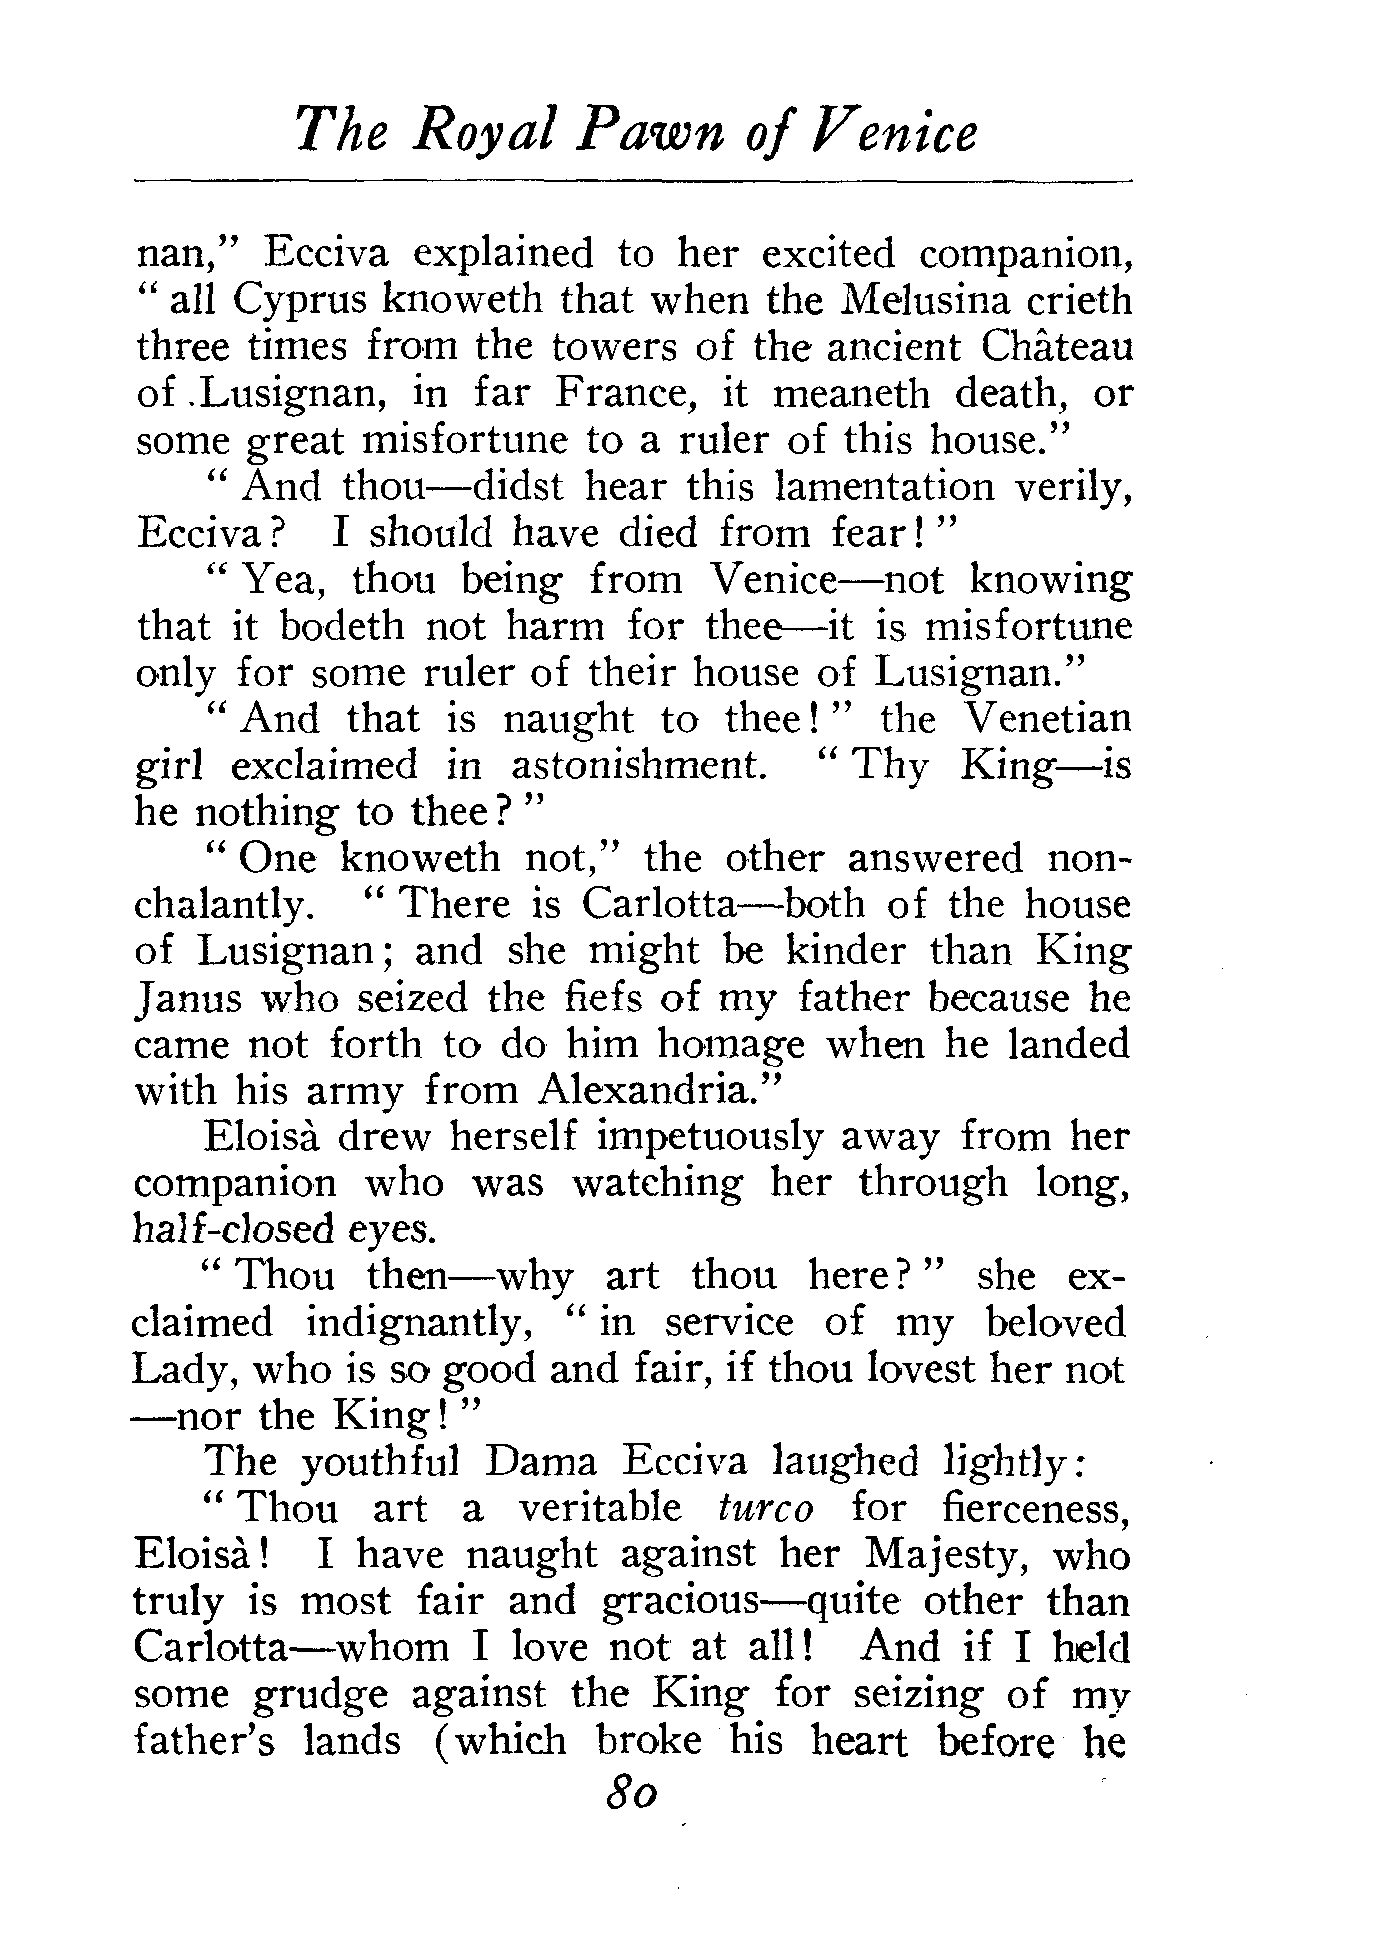 The Royal Pawn of Venice
nan,” Ecciva explained to her excited companion,
“ all Cyprus knoweth that when the Melusina crieth
three times from the towers of the ancient Château
of .Lusignan, in far France, it meaneth death, or
some great misfortune to a ruler of this house.”
“ And thou—didst hear this lamentation verily,
Ecciva? I should have died from fear! ”
“ Yea, thou being from Venice—not knowing
that it bodeth not harm for thee—it is misfortune
only for some ruler of their house of Lusignan.”
“ And that is naught to thee! ” the Venetian
girl exclaimed in astonishment. “ Thy King—is
he nothing to thee? ”
“ One knoweth not,” the other answered non-
chalantly. “ There is Carlotta—both of the house
of Lusignan; and she might be kinder than King
Janus who seized the fiefs of my father because he
came not forth to do him homage when he landed
with his army from Alexandria.”
Eloisà drew herself impetuously away from her
companion who was watching her through long,
half-closed eyes.
“ Thou then—why art thou here? ” she ex-
claimed indignantly, “ in service of my beloved
Lady, who is so good and fair, if thou lovest her not
—nor the King! ”
The youthful Dama Ecciva laughed lightly:
“ Thou art a veritable turco for fierceness,
Eloisà! I have naught against her Majesty, who
truly is most fair and gracious—quite other than
Carlotta—whom I love not at all! And if I held
some grudge against the King for seizing of my
father’s lands (which broke his heart before he
80